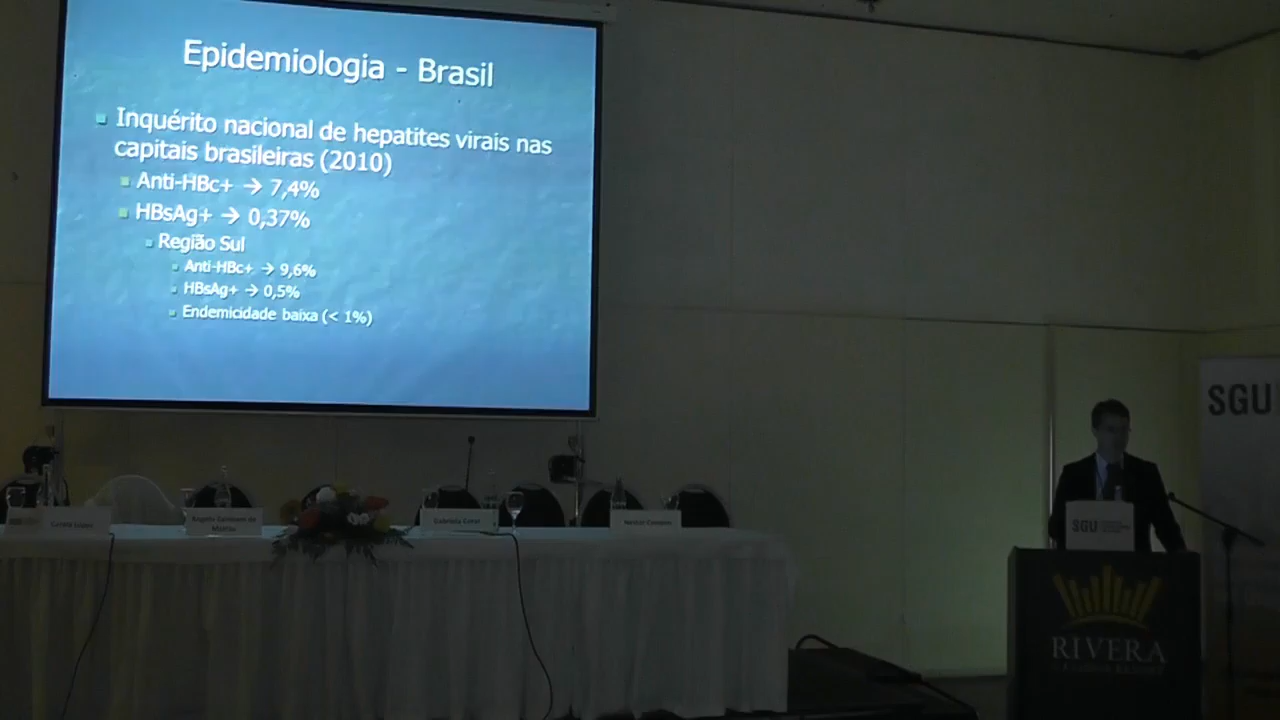 Epidemiologia - Brasil
Inquérito nacional de hepatites virais nas
capitais brasileiras (2010)
Anti-HBc+ → 7,4%
HBsAg+ → 0,37%
Região Sul
Anti-HBc+ → 9,6%
HBsAg+ → 0,5%
Endemicidade baixa (< 1%)
SGU
SGU
RIVERA